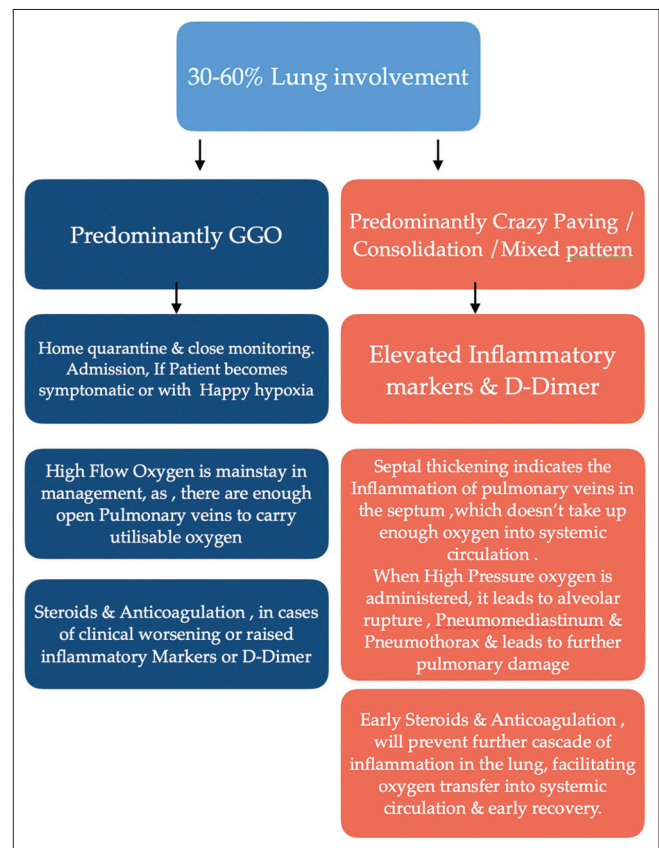 30-60% Lung involvement
Predominantly GGO
Home quarantine & close monitoring.
Admission, If Patient becomes
symptomatic or with Happy hypoxia
High Flow Oxygen is mainstay in
management, as , there are enough
open Pulmonary veins to carry
utilisable oxygen
Steroids & Anticoagulation , in cases
of clinical worsening or raised
inflammatory Markers or D-Dimer
Predominantly Crazy Paving /
Consolidation /Mixed pattern
Elevated Inflammatory
markers & D-Dimer
Septal thickening indicates the
Inflammation of pulmonary veins in
the septum ,which doesn’t take up
enough oxygen into systemic
circulation .
When High Pressure oxygen is
administered, it leads to alveolar
rupture , Pneumomediastinum &
Pneumothorax & leads to further
pulmonary damage
Early Steroids & Anticoagulation ,
will prevent further cascade of
inflammation in the lung, facilitating
oxygen transfer into systemic
circulation & early recovery.